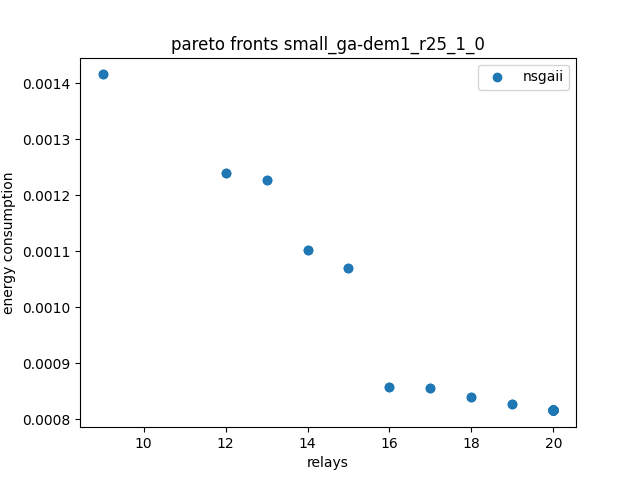 pareto fronts small_ga-dem1_r25_1_0
nsgaii
0.0014
0.0013
0.0012
0.0011
0.0010
0.0009
0.0008
energy consumption
10 12 14 16 18 20
relays